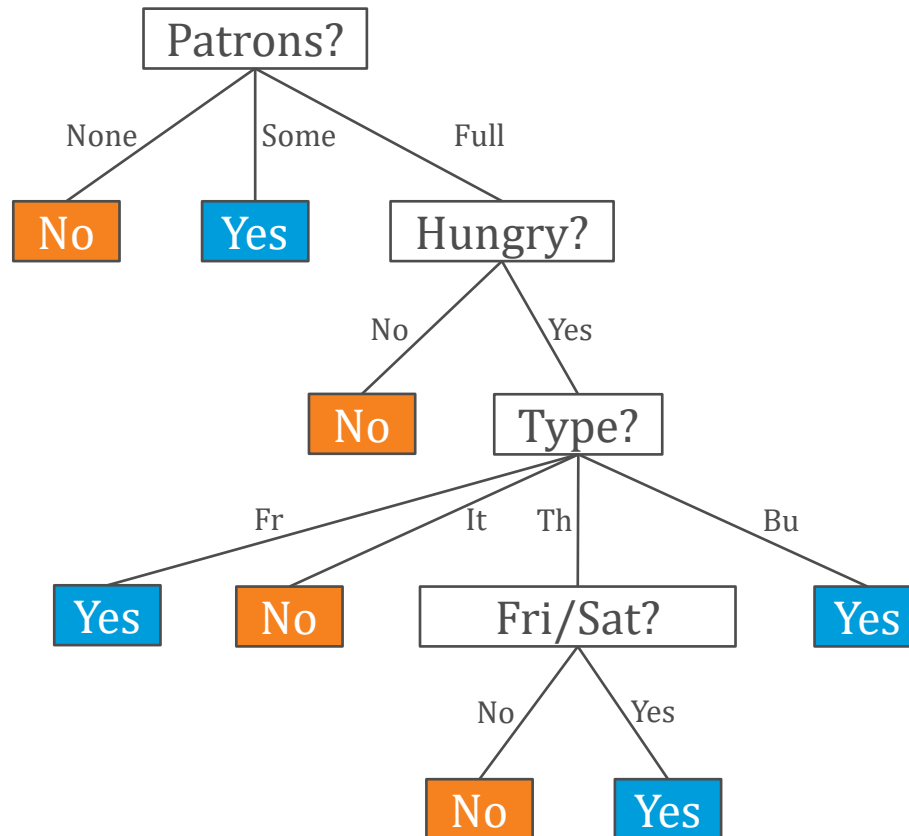 Patrons?
None
Some
Full
No
Yes
Hungry?
No
Yes
No
Type?
Fr
It
Th
Bu
Yes
No
Fri/Sat?
Yes
No
Yes
No
Yes